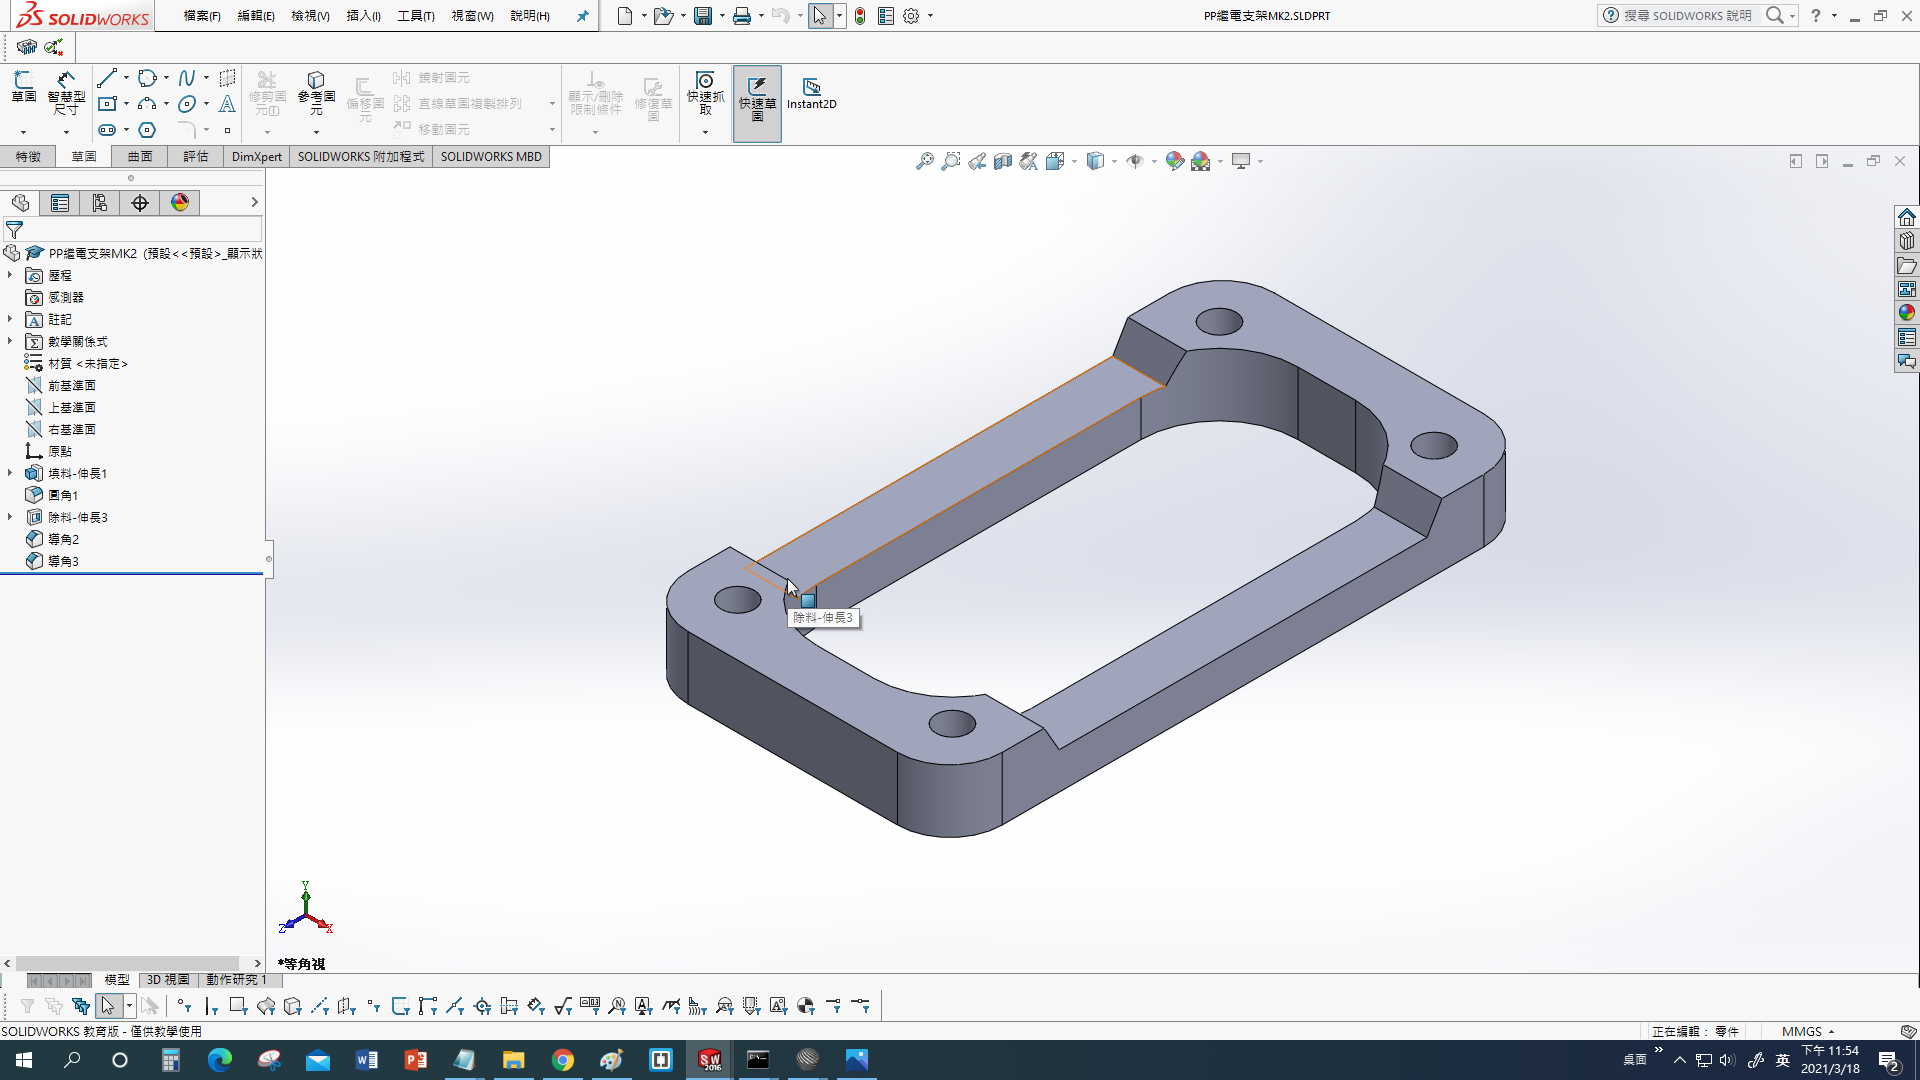 SOLIDWORKS
檔案(F) 編輯(E) 檢視(V) 插入(I) 工具(T) 視窗(W) 說明(H)
PP繼電支架MK2.SLDPRT
搜尋 SOLIDWORKS 說明
草圖
智慧型尺寸
修剪圖元(I)
參考圖元
偏移圖元
鏡射圖元
直線草圖複製排列
移動圖元
顯示/刪除限制條件
修復草圖
快速抓取
快速草圖
Instant2D
特徵 草圖 曲面 評估 DimXpert SOLIDWORKS 附加程式 SOLIDWORKS MBD
PP繼電支架MK2 (預設<<預設>_顯示狀
歷程
感測器
註記
數學關係式
材質 <未指定>
前基準面
上基準面
右基準面
原點
填料-伸長1
圓角1
除料-伸長3
導角2
導角3
除料-伸長3
Y
Z
X
*等角視
模型 3D 視圖 動作研究 1
SOLIDWORKS 教育版 - 僅供教學使用
正在編輯： 零件
MMGS
SW 2016
桌面
英
下午 11:54
2021/3/18
2